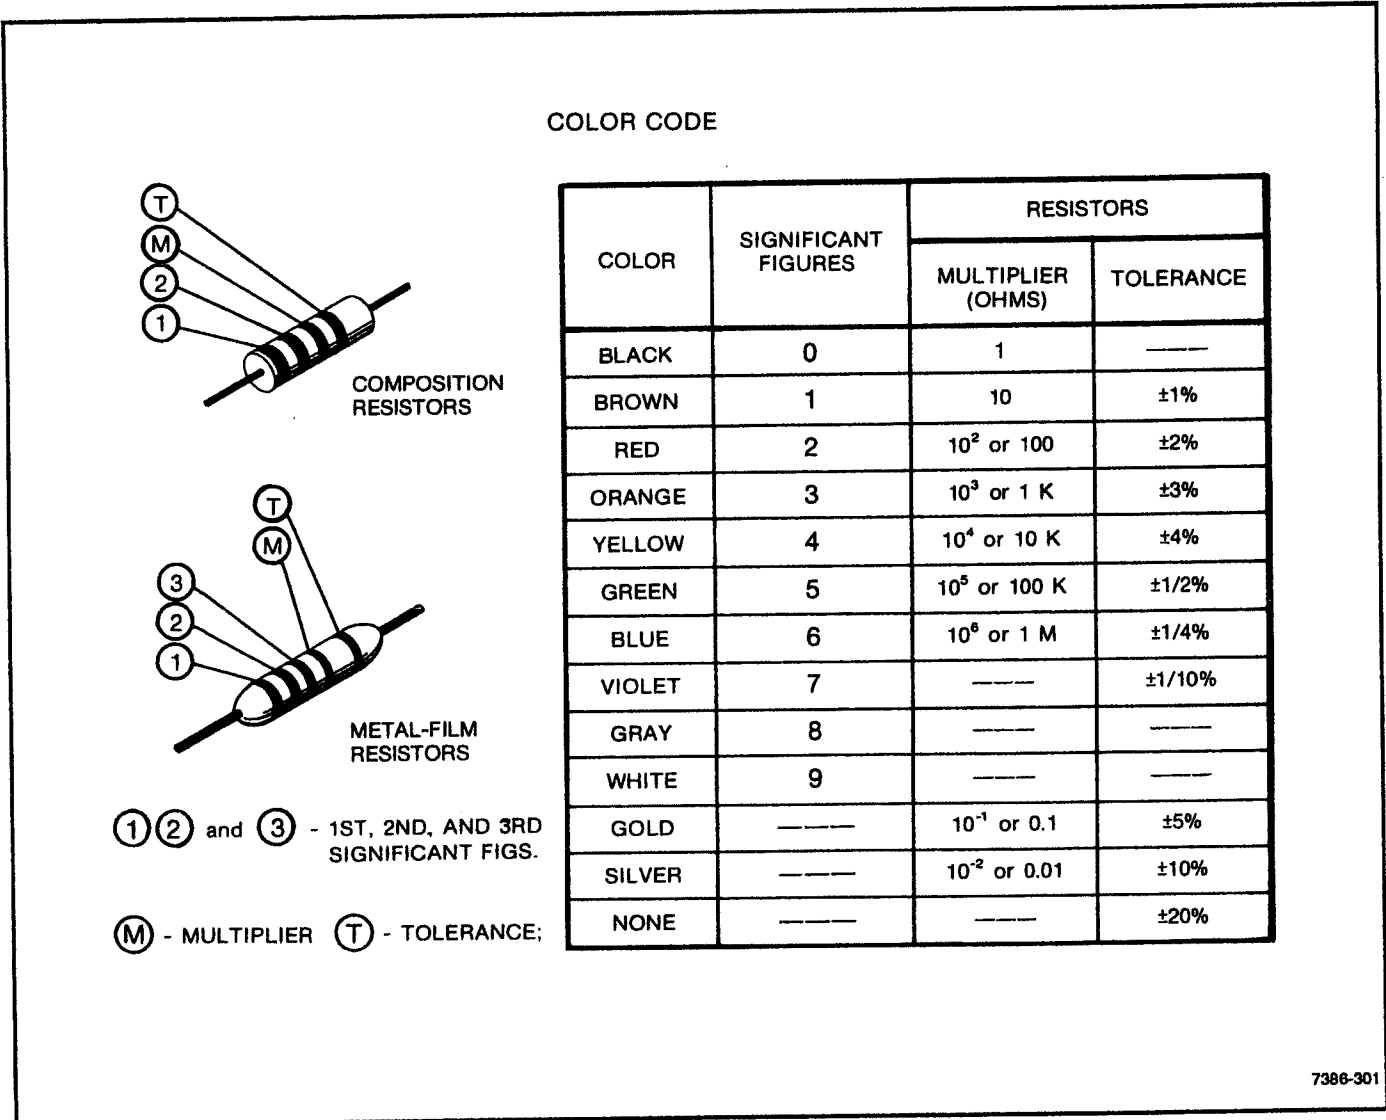 COLOR CODE
T
M
2
1
COMPOSITION
RESISTORS
T
M
3
2
1
METAL-FILM
RESISTORS
1 2 and 3 - 1ST, 2ND, AND 3RD
SIGNIFICANT FIGS.
M - MULTIPLIER T - TOLERANCE;
COLOR SIGNIFICANT FIGURES RESISTORS
MULTIPLIER (OHMS) TOLERANCE
BLACK 0 1 ———
BROWN 1 10 ±1%
RED 2 10² or 100 ±2%
ORANGE 3 10³ or 1 K ±3%
YELLOW 4 10⁴ or 10 K ±4%
GREEN 5 10⁵ or 100 K ±1/2%
BLUE 6 10⁶ or 1 M ±1/4%
VIOLET 7 ——— ±1/10%
GRAY 8 ——— ———
WHITE 9 ——— ———
GOLD ——— 10⁻¹ or 0.1 ±5%
SILVER ——— 10⁻² or 0.01 ±10%
NONE ——— ——— ±20%
7386-301